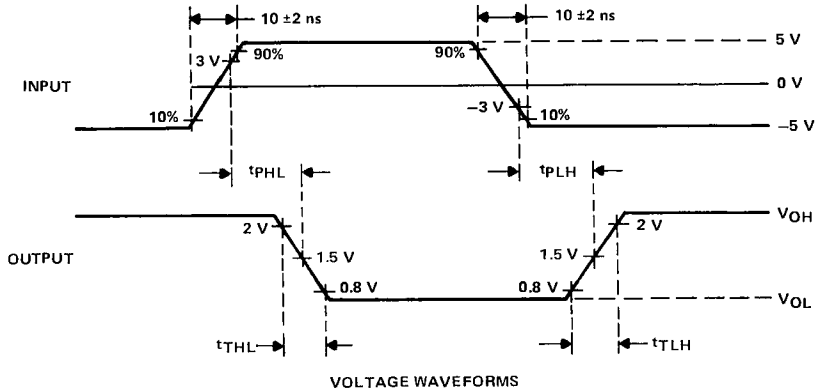 10 ±2 ns
10 ±2 ns
5 V
90%
90%
3 V
0 V
INPUT
−3 V
10%
10%
−5 V
tPHL
tPLH
VOH
2 V
2 V
1.5 V
1.5 V
OUTPUT
0.8 V
0.8 V
VOL
tTHL
tTLH
VOLTAGE WAVEFORMS